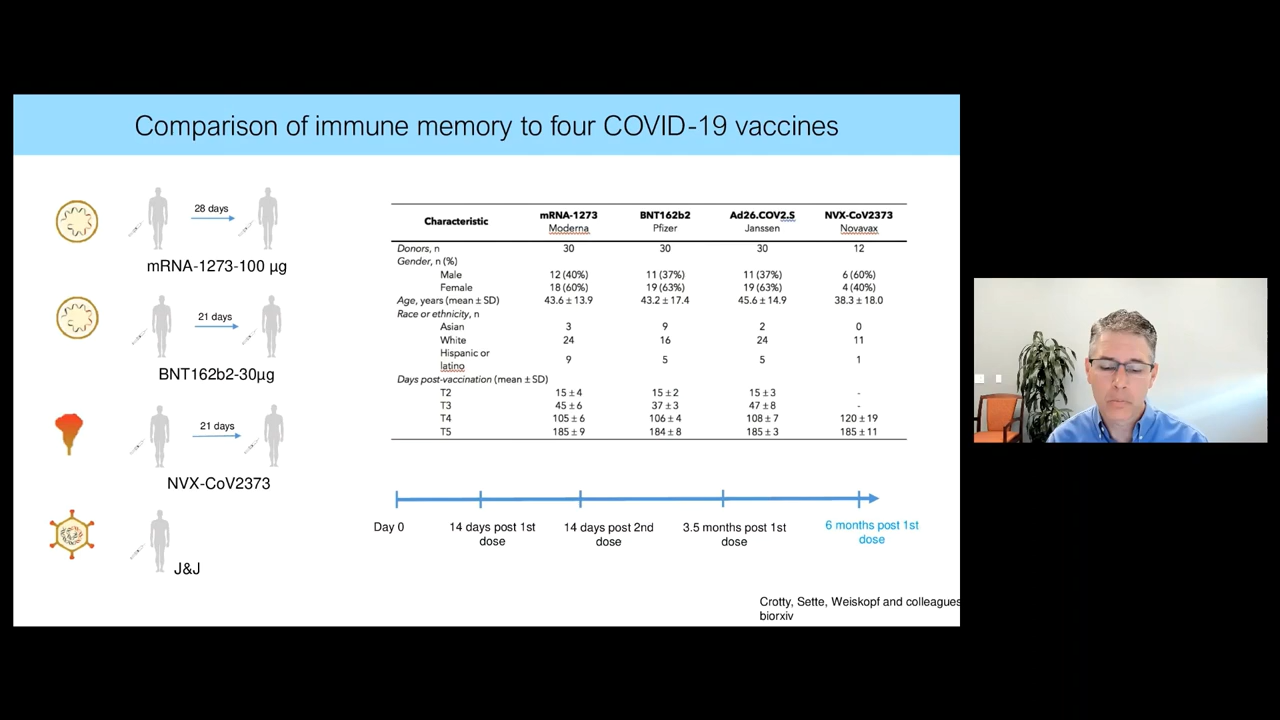 Comparison of immune memory to four COVID-19 vaccines
28 days
mRNA-1273-100 µg
21 days
BNT162b2-30µg
21 days
NVX-CoV2373
J&J
Characteristic mRNA-1273 BNT162b2 Ad26.COV2.S NVX-CoV2373
Moderna Pfizer Janssen Novavax
Donors, n 30 30 30 12
Gender, n (%)
Male 12 (40%) 11 (37%) 11 (37%) 6 (60%)
Female 18 (60%) 19 (63%) 19 (63%) 4 (40%)
Age, years (mean ± SD) 43.6 ± 13.9 43.2 ± 17.4 45.6 ± 14.9 38.3 ± 18.0
Race or ethnicity, n
Asian 3 9 2 0
White 24 16 24 11
Hispanic or
latino 9 5 5 1
Days post-vaccination (mean ± SD)
T2 15 ± 4 15 ± 2 15 ± 3 -
T3 45 ± 6 37 ± 3 47 ± 8 -
T4 105 ± 6 106 ± 4 108 ± 7 120 ± 19
T5 185 ± 9 184 ± 8 185 ± 3 185 ± 11
Day 0
14 days post 1st
dose
14 days post 2nd
dose
3.5 months post 1st
dose
6 months post 1st
dose
Crotty, Sette, Weiskopf and colleagues
biorxiv